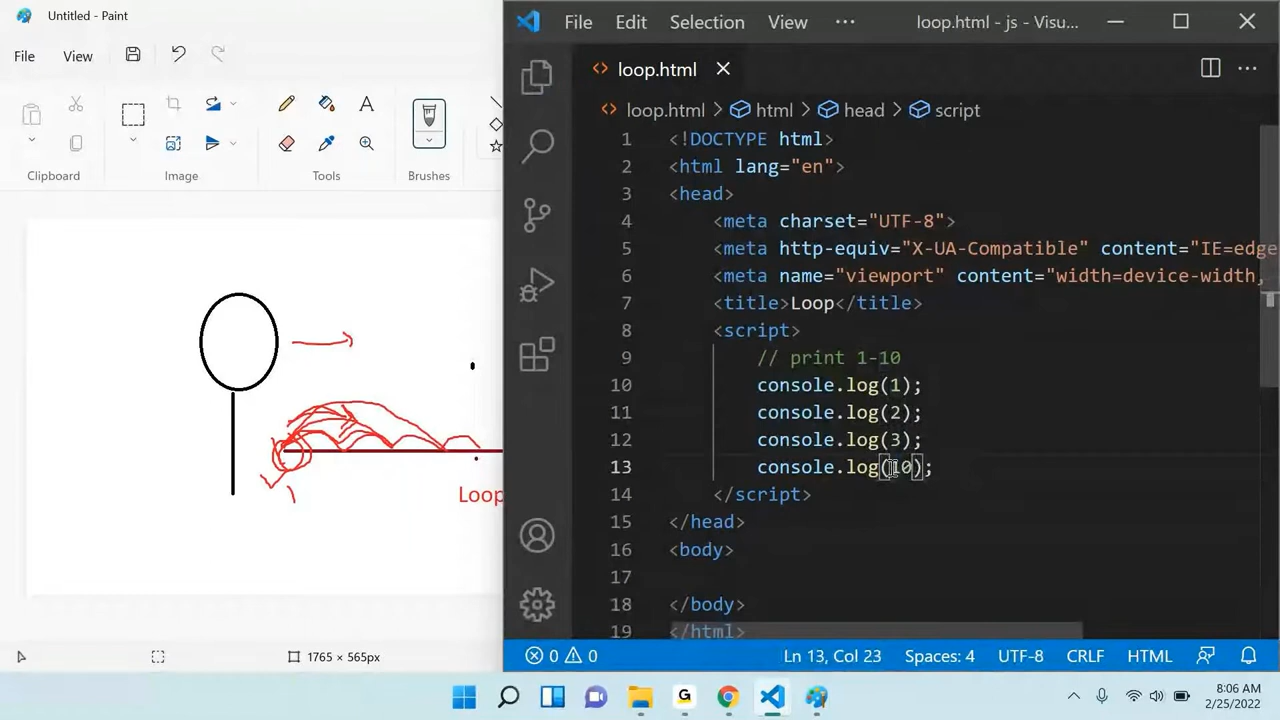 Untitled - Paint
File View
Clipboard
Image
Tools
Brushes
Loop
1765 × 565px
File Edit Selection View ··· loop.html - js - Visu...
loop.html
loop.html html head script
1 <!DOCTYPE html>
2 <html lang="en">
3 <head>
4 <meta charset="UTF-8">
5 <meta http-equiv="X-UA-Compatible" content="IE=edge
6 <meta name="viewport" content="width=device-width,
7 <title>Loop</title>
8 <script>
9 // print 1-10
10 console.log(1);
11 console.log(2);
12 console.log(3);
13 console.log(10);
14 </script>
15 </head>
16 <body>
17
18 </body>
19 </html>
0 0 Ln 13, Col 23 Spaces: 4 UTF-8 CRLF HTML
G
8:06 AM
2/25/2022